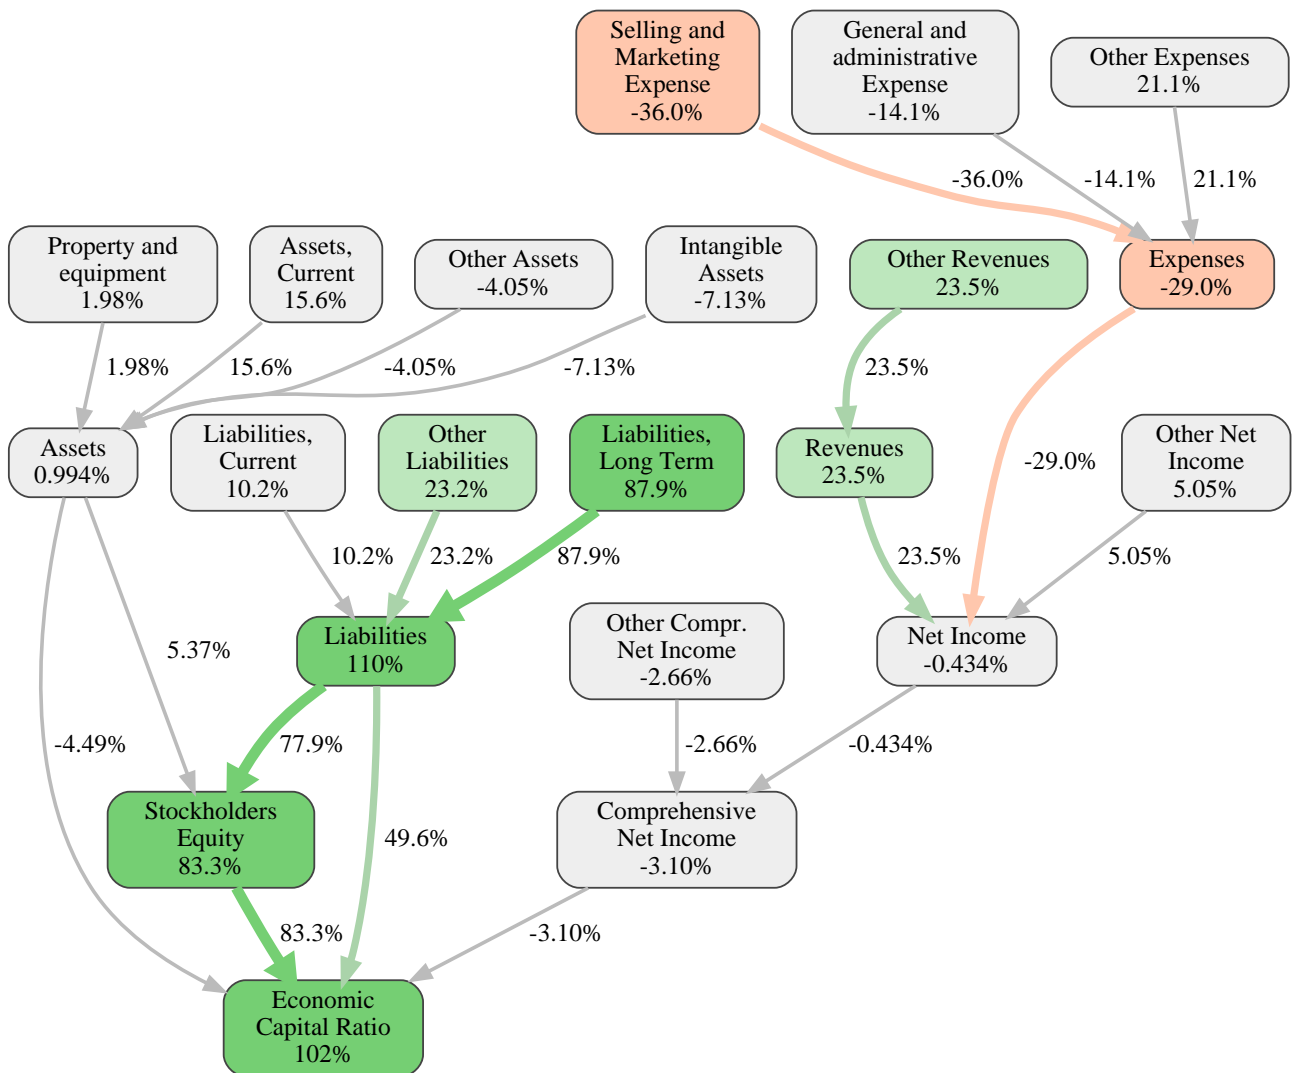 Selling and
Marketing
Expense
-36.0%
General and
administrative
Expense
-14.1%
Other Expenses
21.1%
-36.0%
-14.1%
21.1%
Property and
equipment
1.98%
Assets,
Current
15.6%
Other Assets
-4.05%
Intangible
Assets
-7.13%
Other Revenues
23.5%
Expenses
-29.0%
1.98%
15.6%
-4.05%
-7.13%
23.5%
-29.0%
Assets
0.994%
Liabilities,
Current
10.2%
Other
Liabilities
23.2%
Liabilities,
Long Term
87.9%
Revenues
23.5%
Other Net
Income
5.05%
10.2%
23.2%
87.9%
23.5%
5.05%
5.37%
Liabilities
110%
Other Compr.
Net Income
-2.66%
Net Income
-0.434%
-4.49%
77.9%
-2.66%
-0.434%
Stockholders
Equity
83.3%
49.6%
Comprehensive
Net Income
-3.10%
83.3%
-3.10%
Economic
Capital Ratio
102%